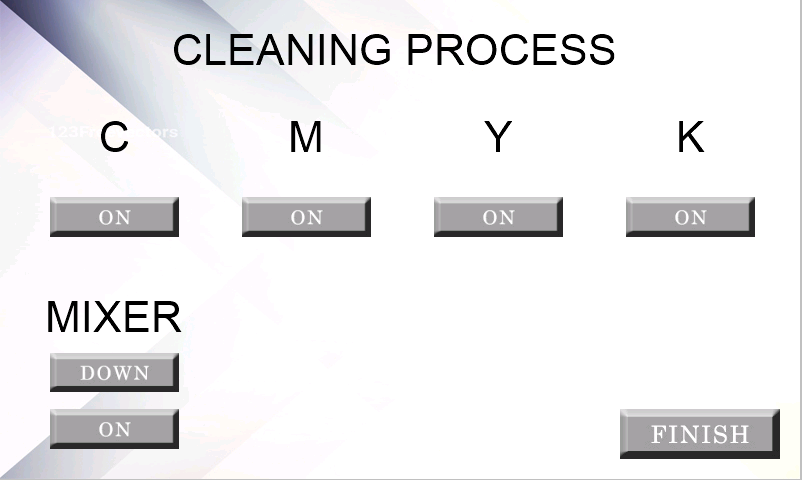 CLEANING PROCESS
C M Y K
ON ON ON ON
MIXER
DOWN
ON
FINISH